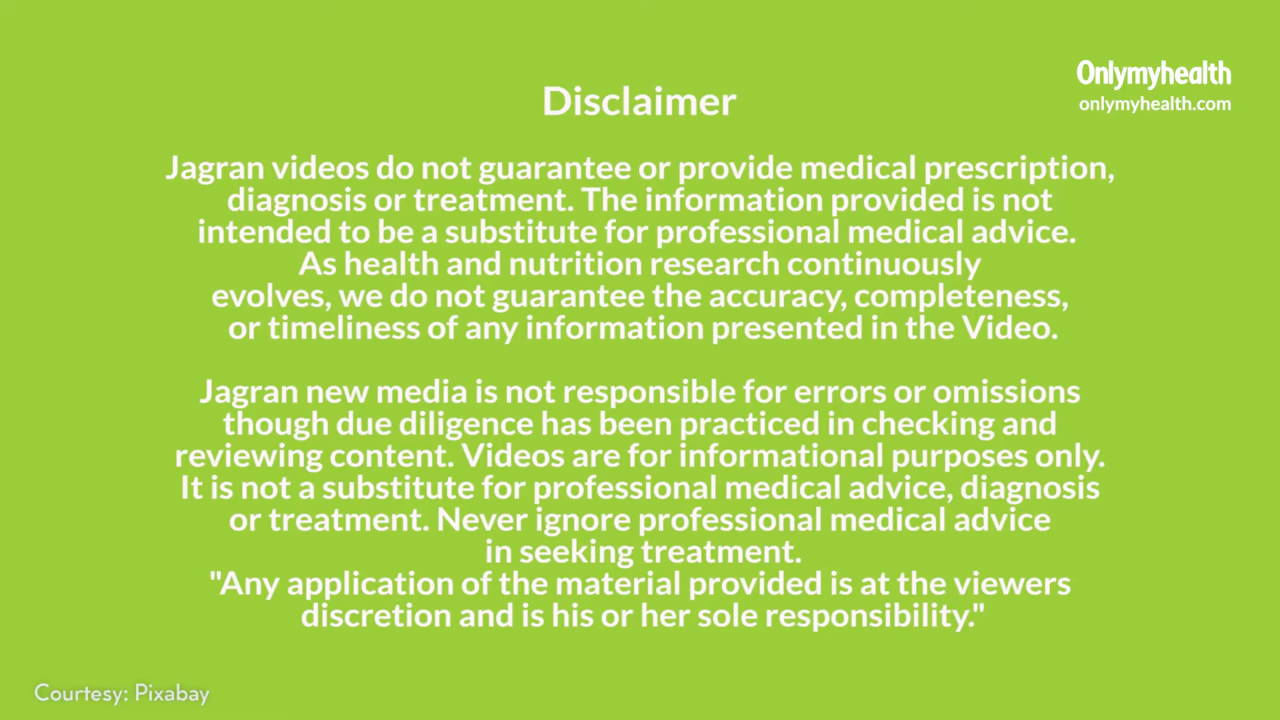 Onlymyhealth
onlymyhealth.com
Disclaimer
Jagran videos do not guarantee or provide medical prescription,
diagnosis or treatment. The information provided is not
intended to be a substitute for professional medical advice.
As health and nutrition research continuously
evolves, we do not guarantee the accuracy, completeness,
or timeliness of any information presented in the Video.
Jagran new media is not responsible for errors or omissions
though due diligence has been practiced in checking and
reviewing content. Videos are for informational purposes only.
It is not a substitute for professional medical advice, diagnosis
or treatment. Never ignore professional medical advice
in seeking treatment.
"Any application of the material provided is at the viewers
discretion and is his or her sole responsibility."
Courtesy: Pixabay